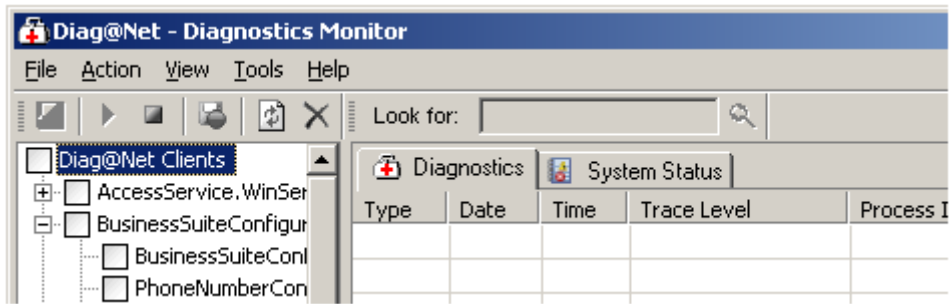 Diag@Net - Diagnostics Monitor
File Action View Tools Help
Look for:
Diag@Net Clients
AccessService.WinSer
BusinessSuiteConfigur
BusinessSuiteConf
PhoneNumberCon
Diagnostics System Status
Type Date Time Trace Level Process I